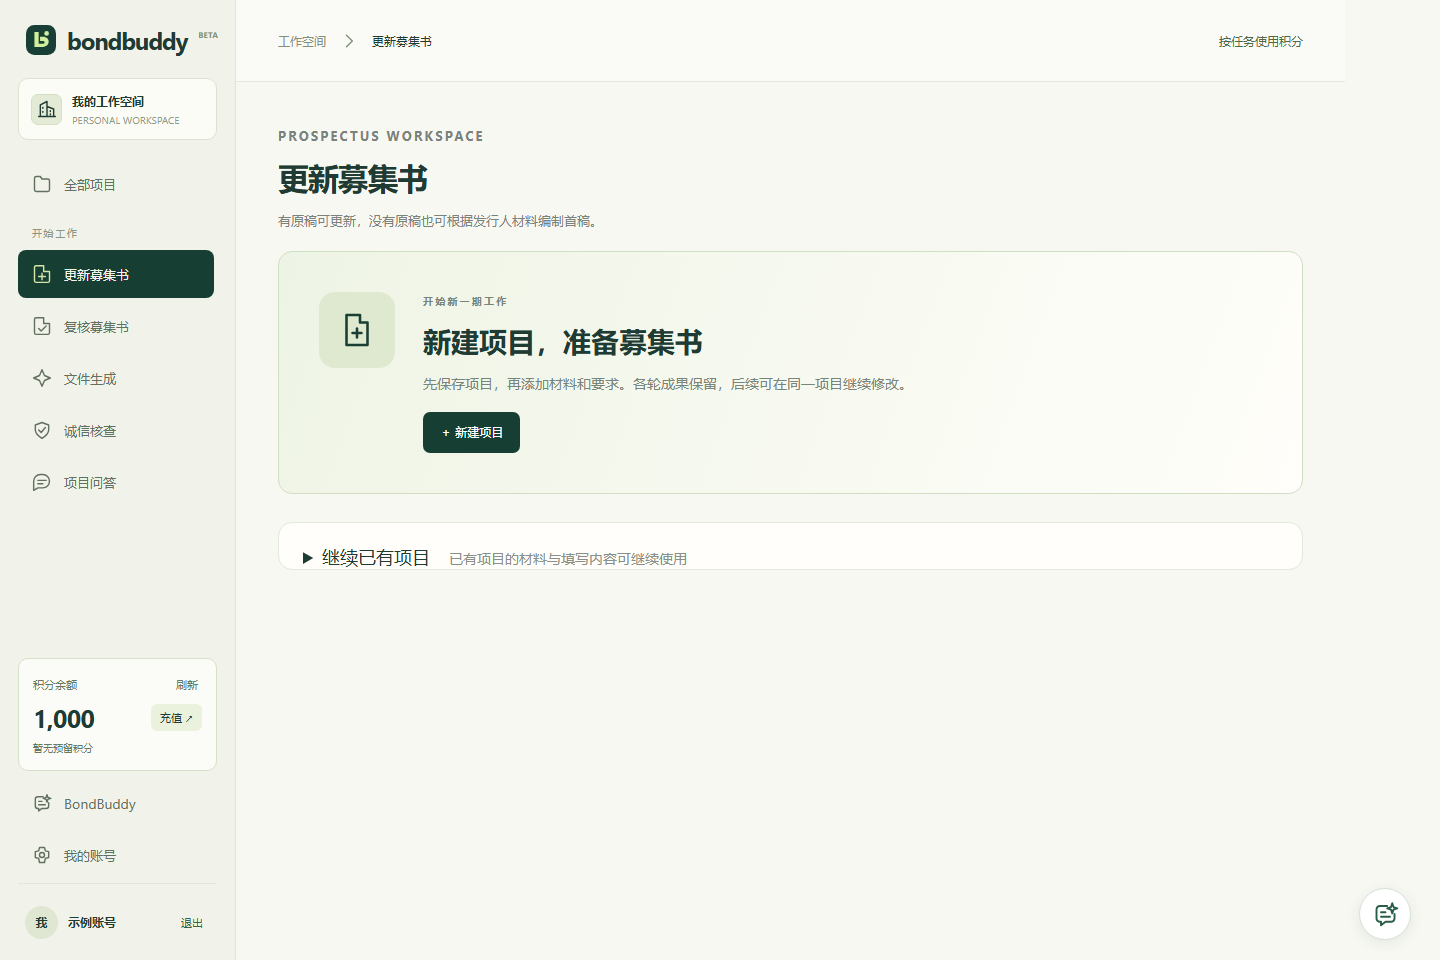 bondbuddy BETA
我的工作空间
PERSONAL WORKSPACE
全部项目
开始工作
更新募集书
复核募集书
文件生成
诚信核查
项目问答
积分余额 刷新
1,000 充值 ↗
暂无预留积分
BondBuddy
我的账号
我 示例账号 退出
工作空间 > 更新募集书 按任务使用积分
PROSPECTUS WORKSPACE
更新募集书
有原稿可更新，没有原稿也可根据发行人材料编制首稿。
开始新一期工作
新建项目，准备募集书
先保存项目，再添加材料和要求。各轮成果保留，后续可在同一项目继续修改。
+ 新建项目
▶ 继续已有项目 已有项目的材料与填写内容可继续使用